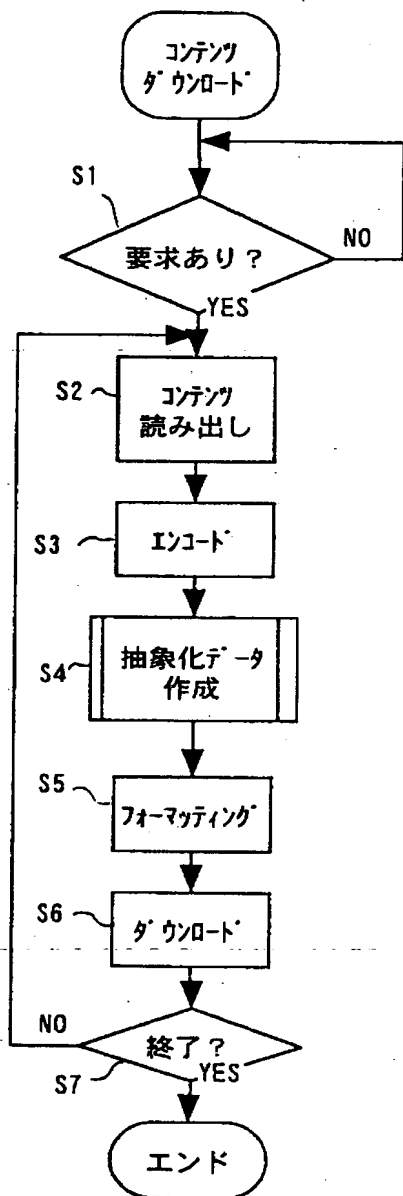 コンテンツ
ダウンロード
S1
要求あり?
NO
YES
S2
コンテンツ
読み出し
S3
エンコード
S4
抽象化データ
作成
S5
フォーマッティング
S6
ダウンロード
NO
終了?
S7
YES
エンド